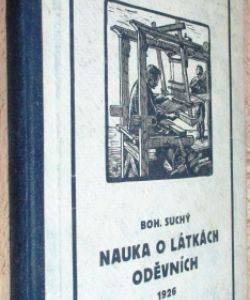 BOH. SUCHÝ
NAUKA O LÁTKÁCH
ODĚVNÍCH
1926